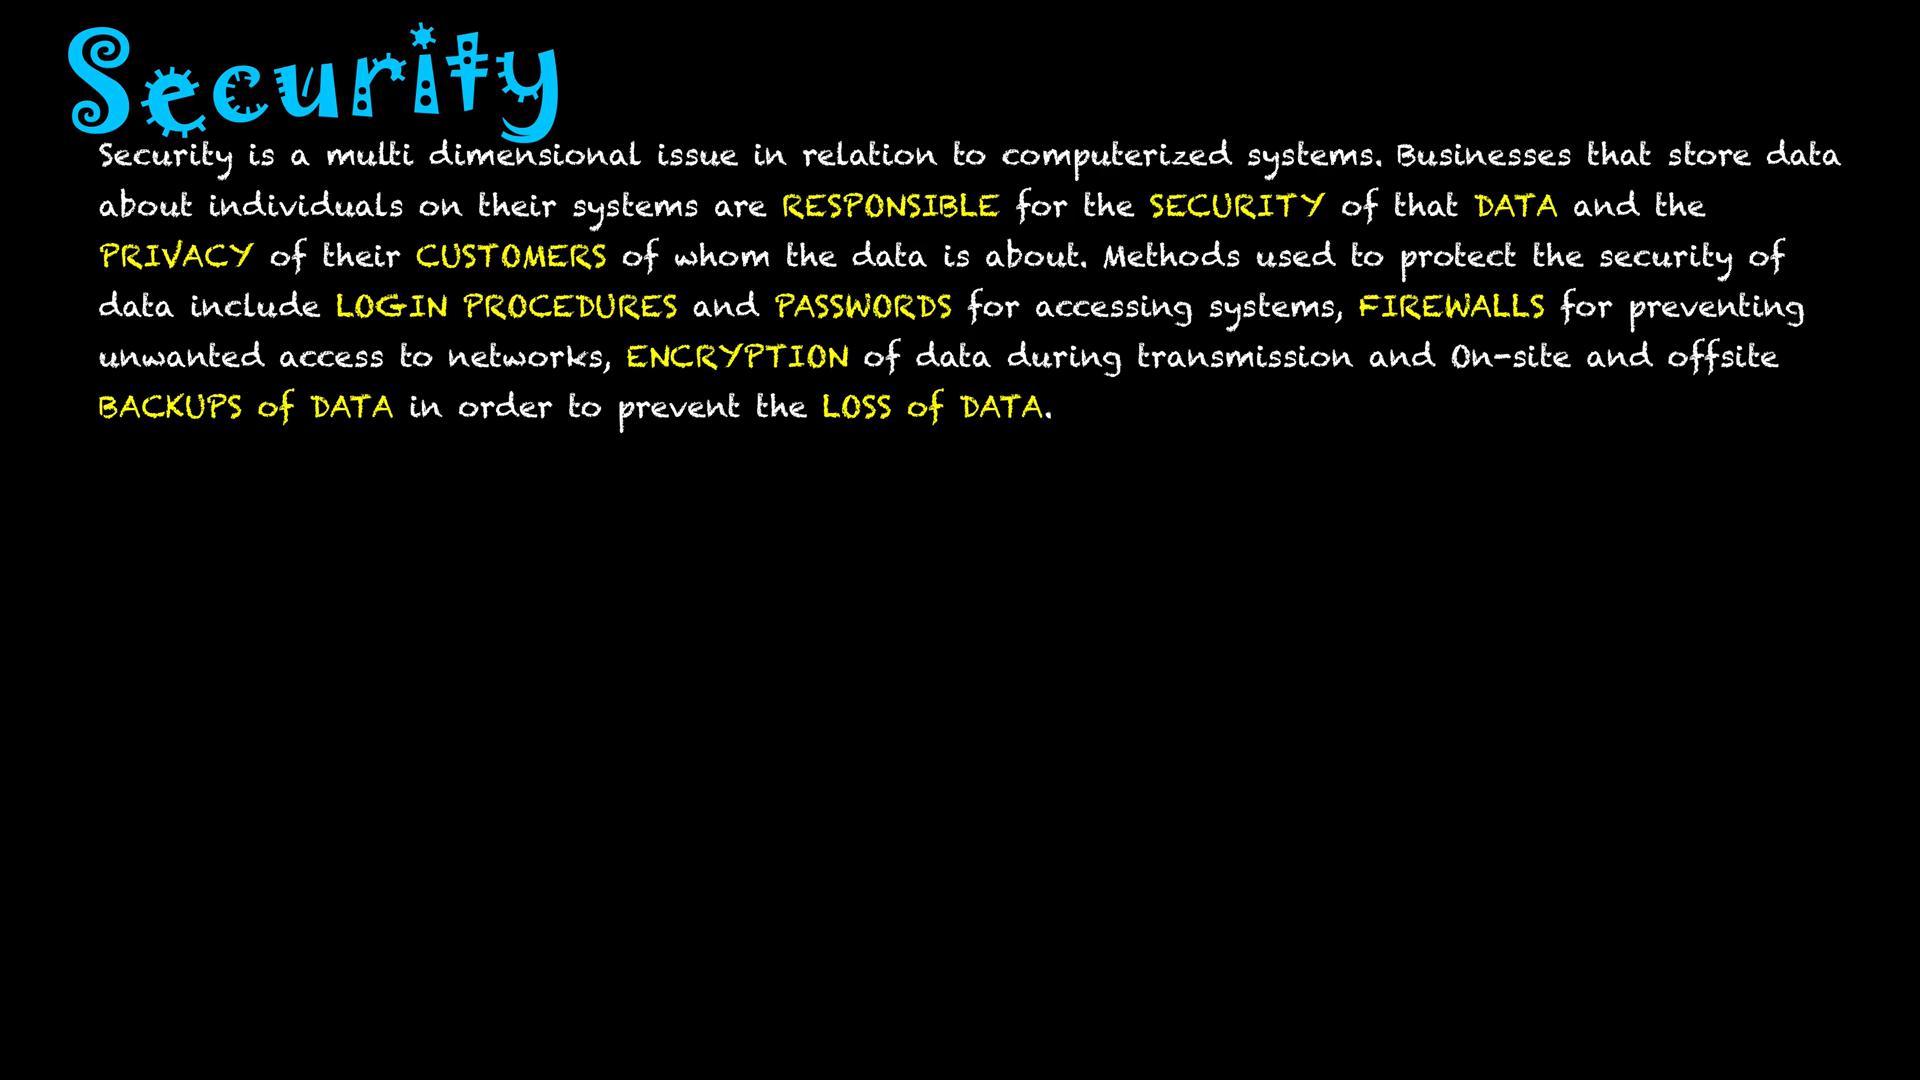 Security
Security is a multi dimensional issue in relation to computerized systems. Businesses that store data
about individuals on their systems are RESPONSIBLE for the SECURITY of that DATA and the
PRIVACY of their CUSTOMERS of whom the data is about. Methods used to protect the security of
data include LOGIN PROCEDURES and PASSWORDS for accessing systems, FIREWALLS for preventing
unwanted access to networks, ENCRYPTION of data during transmission and On-site and offsite
BACKUPS of DATA in order to prevent the LOSS of DATA.